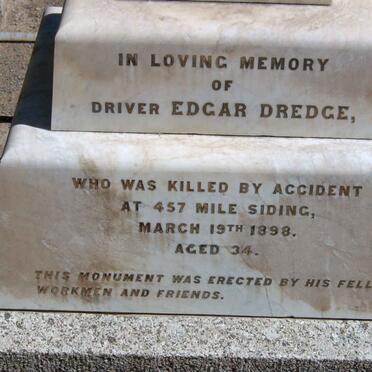 IN LOVING MEMORY
OF
DRIVER EDGAR DREDGE,
WHO WAS KILLED BY ACCIDENT
AT 457 MILE SIDING,
MARCH 19TH 1898.
AGED 34.
THIS MONUMENT WAS ERECTED BY HIS FELL
WORKMEN AND FRIENDS.